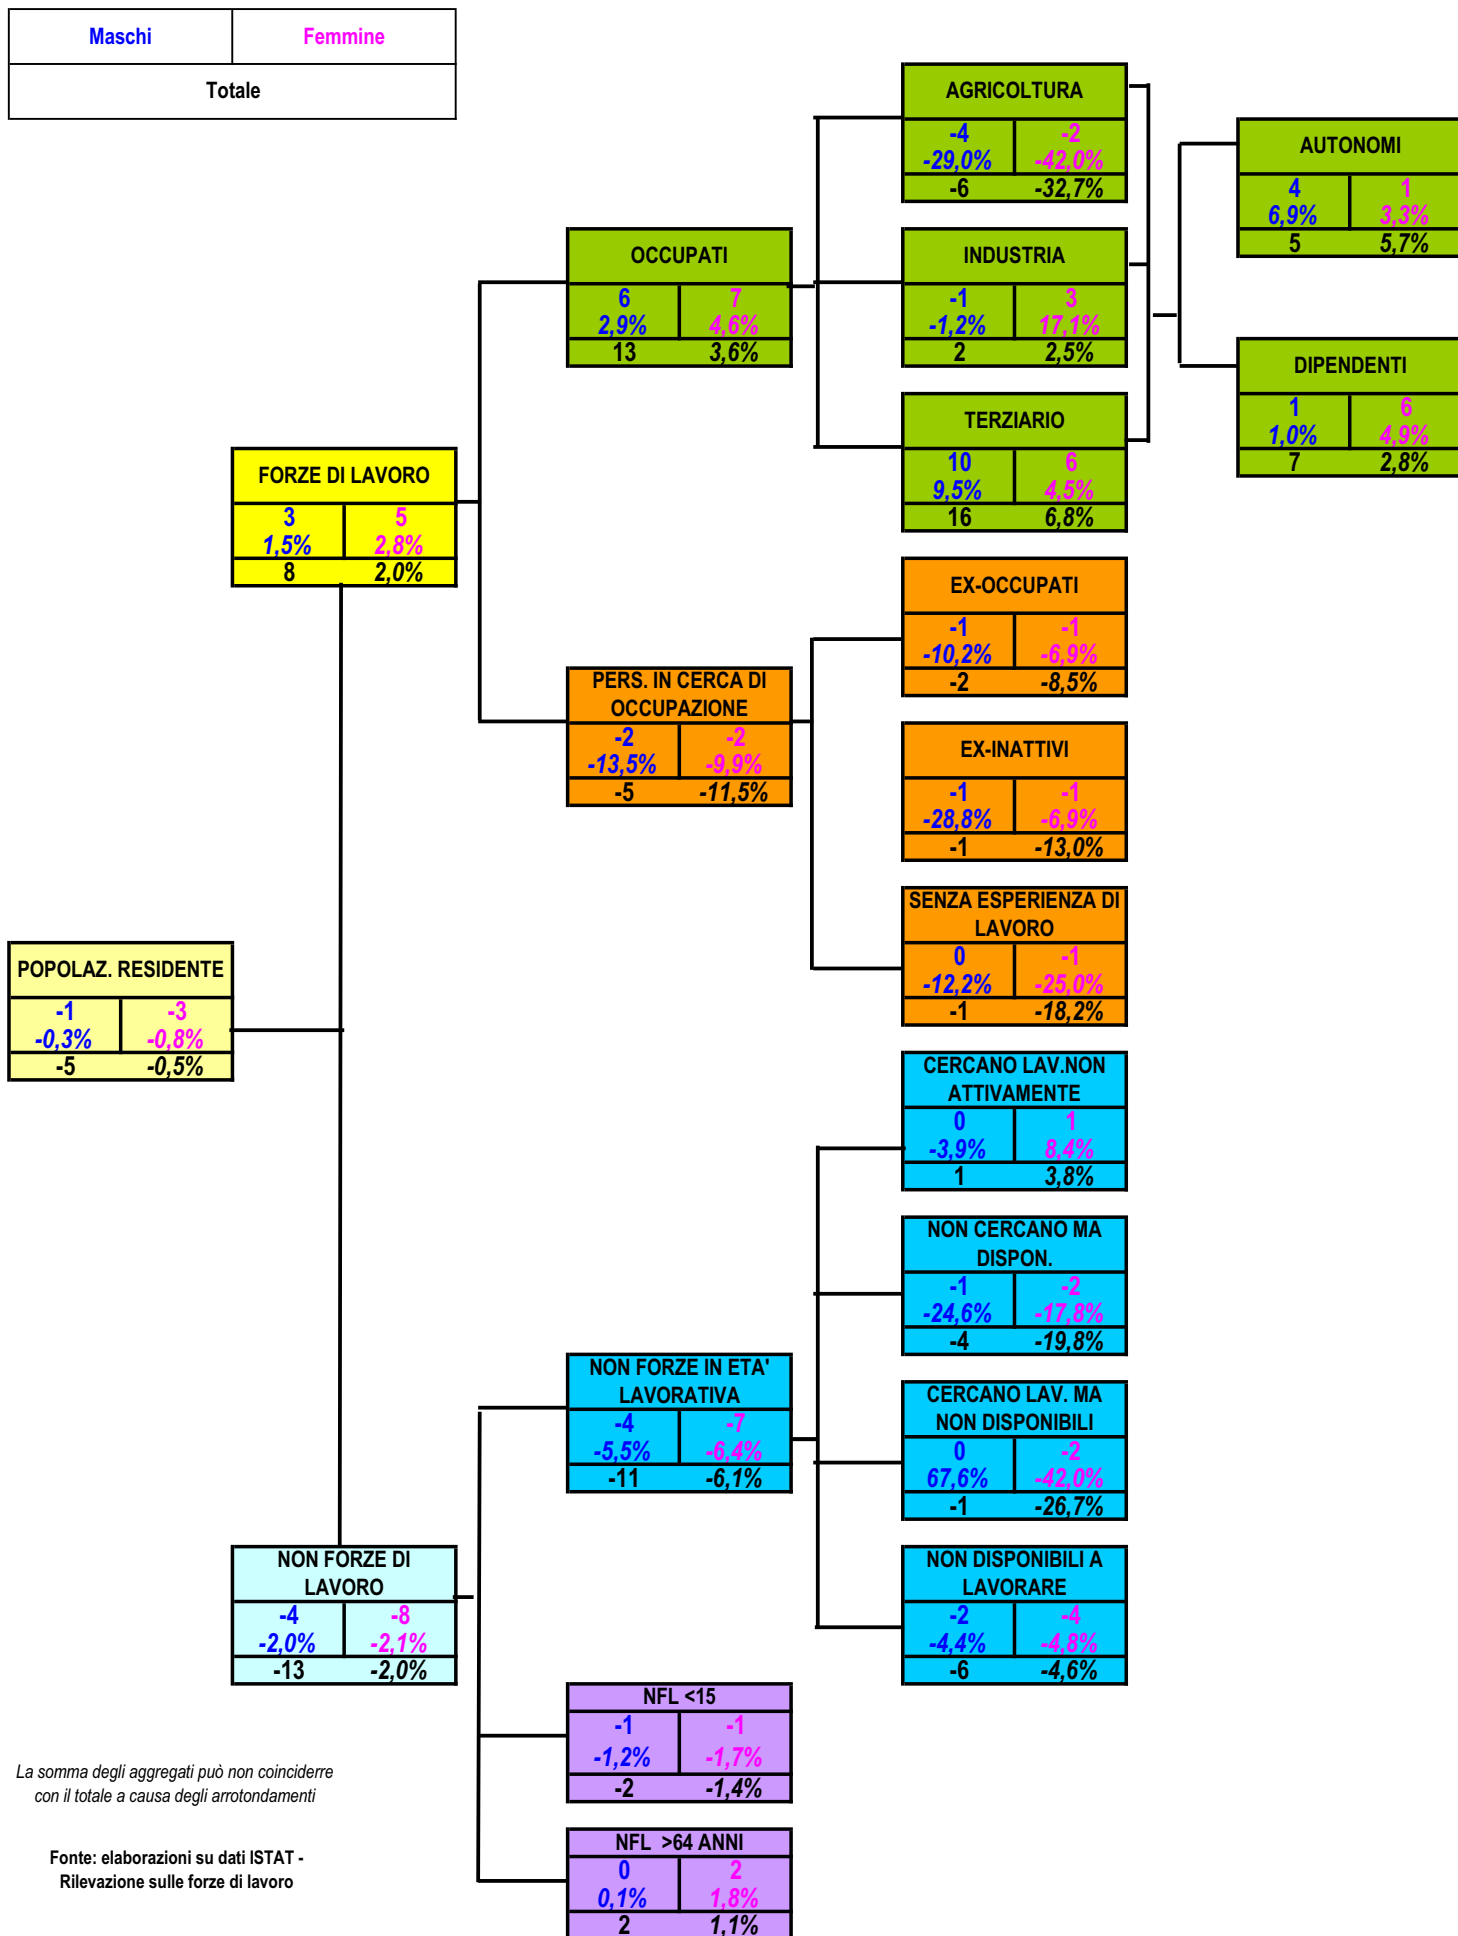 Maschi Femmine
Totale
AGRICOLTURA
-4 -2
-29,0% -42,0%
-6 -32,7%
AUTONOMI
4 1
6,9% 3,3%
5 5,7%
OCCUPATI
6 7
2,9% 4,6%
13 3,6%
INDUSTRIA
-1 3
-1,2% 17,1%
2 2,5%
DIPENDENTI
1 6
1,0% 4,9%
7 2,8%
TERZIARIO
10 6
9,5% 4,5%
16 6,8%
FORZE DI LAVORO
3 5
1,5% 2,8%
8 2,0%
EX-OCCUPATI
-1 -1
-10,2% -6,9%
-2 -8,5%
PERS. IN CERCA DI
OCCUPAZIONE
-2 -2
-13,5% -9,9%
-5 -11,5%
EX-INATTIVI
-1 -1
-28,8% -6,9%
-1 -13,0%
SENZA ESPERIENZA DI
LAVORO
0 -1
-12,2% -25,0%
-1 -18,2%
POPOLAZ. RESIDENTE
-1 -3
-0,3% -0,8%
-5 -0,5%
CERCANO LAV.NON
ATTIVAMENTE
0 1
-3,9% 8,4%
1 3,8%
NON CERCANO MA
DISPON.
-1 -2
-24,6% -17,8%
-4 -19,8%
NON FORZE IN ETA'
LAVORATIVA
-4 -7
-5,5% -6,4%
-11 -6,1%
CERCANO LAV. MA
NON DISPONIBILI
0 -2
67,6% -42,0%
-1 -26,7%
NON FORZE DI
LAVORO
-4 -8
-2,0% -2,1%
-13 -2,0%
NON DISPONIBILI A
LAVORARE
-2 -4
-4,4% -4,8%
-6 -4,6%
NFL <15
-1 -1
-1,2% -1,7%
-2 -1,4%
La somma degli aggregati può non coinciderre
con il totale a causa degli arrotondamenti
NFL >64 ANNI
0 2
0,1% 1,8%
2 1,1%
Fonte: elaborazioni su dati ISTAT -
Rilevazione sulle forze di lavoro